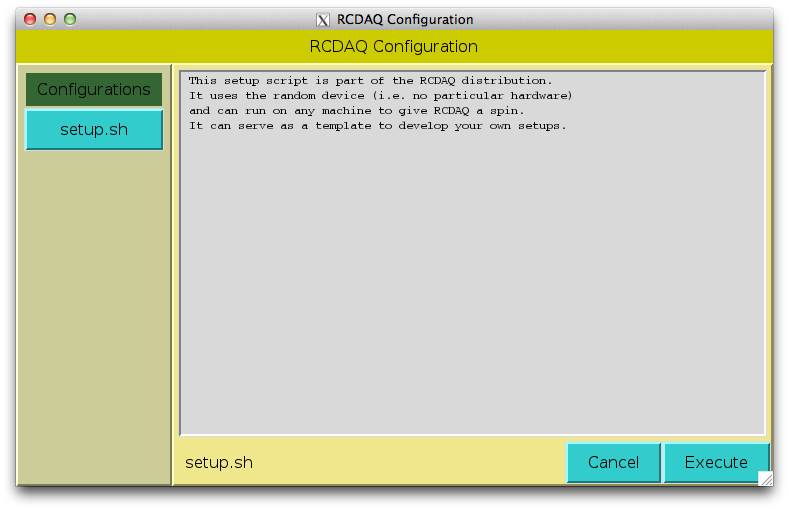 RCDAQ Configuration
RCDAQ Configuration
Configurations
setup.sh
This setup script is part of the RCDAQ distribution.
It uses the random device (i.e. no particular hardware)
and can run on any machine to give RCDAQ a spin.
It can serve as a template to develop your own setups.
setup.sh
Cancel
Execute